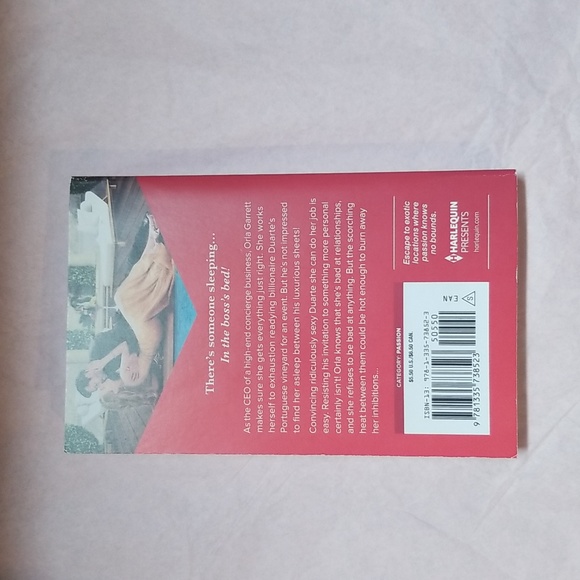 There's someone sleeping...
In the boss's bed!
As the CEO of a high-end concierge business, Orla Garrett
makes sure she gets everything just right. She works
herself to exhaustion readying billionaire Duarte's
Portuguese vineyard for an event. But he's not impressed
to find her asleep between his luxurious sheets!
Convincing ridiculously sexy Duarte she can do her job is
easy. Resisting his invitation to something more personal
certainly isn't! Orla knows that she's bad at relationships,
and she refuses to be bad at anything. But the scorching
heat between them could be hot enough to burn away
her inhibitions...
Escape to exotic
locations where
passion knows
no bounds.
HARLEQUIN
PRESENTS
harlequin.com
CATEGORY: PASSION
$5.50 U.S./$6.50 CAN.
ISBN-13: 978-1-335-73852-3
50550
9 781335 738523
S
EAN